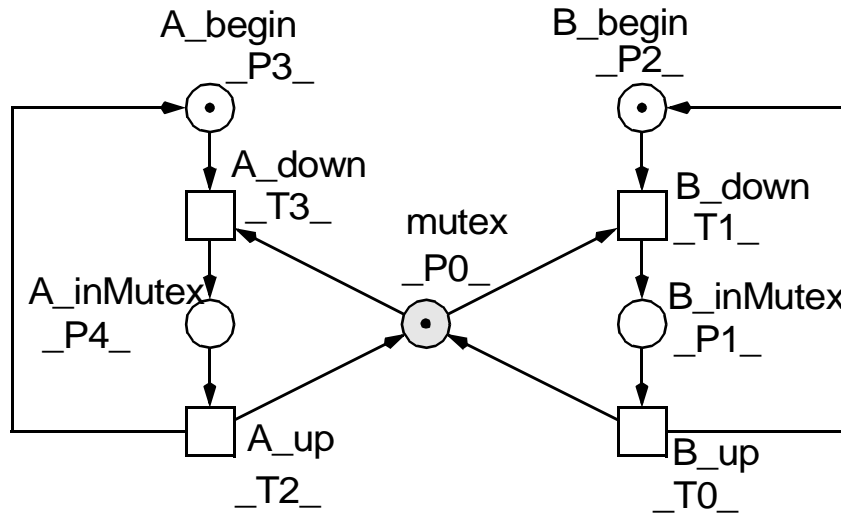 A_begin
_P3_
B_begin
_P2_
A_down
_T3_
B_down
_T1_
mutex
_P0_
A_inMutex
_P4_
B_inMutex
_P1_
A_up
_T2_
B_up
_T0_